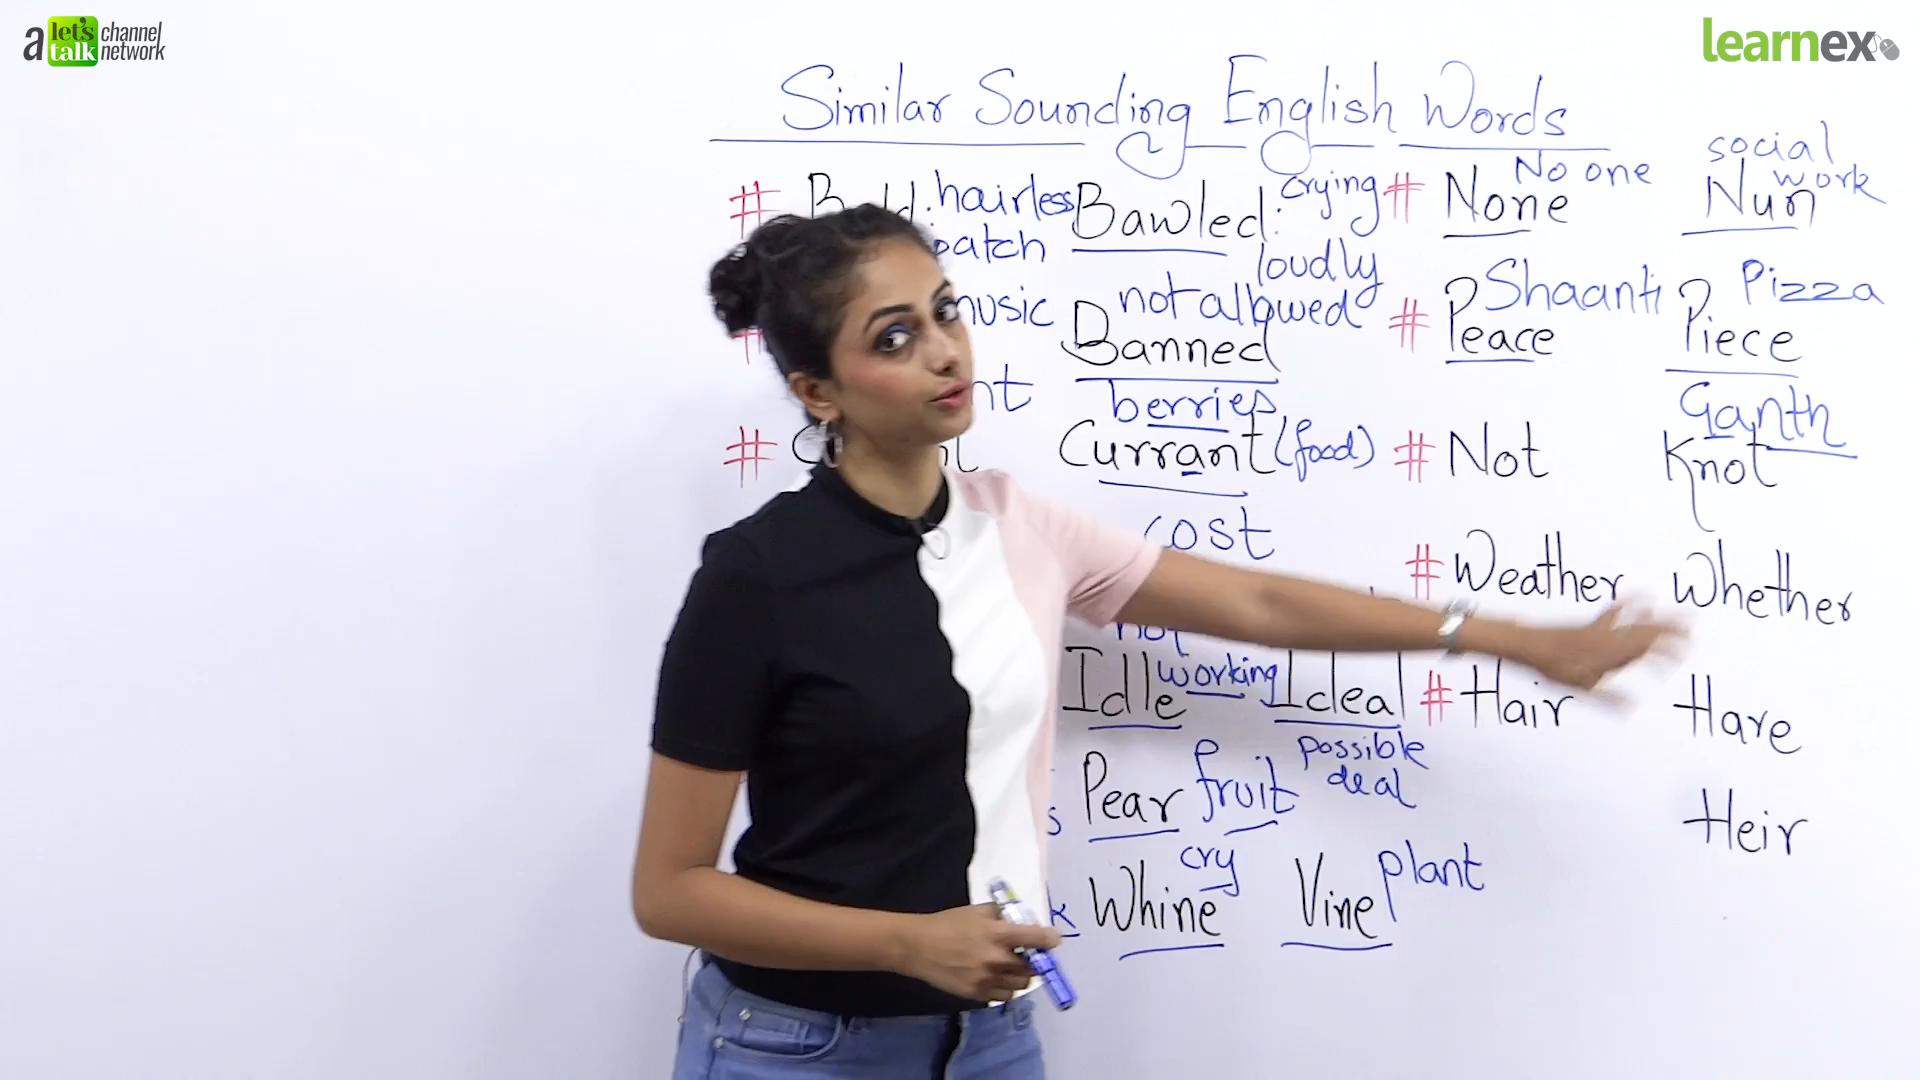 a let's talk channel network
learnex
Similar Sounding English Words
# Bald: hairless patch Bawled: crying loudly
music Banned not allowed
# berries Currant (food)
cost
not
Idle working Ideal possible deal
Pear fruit
Whine cry Vine plant
# None No one Nun social work
# Peace Shaanti Piece Pizza
# Not Knot Ganth
# Weather Whether
# Hair Hare
Heir